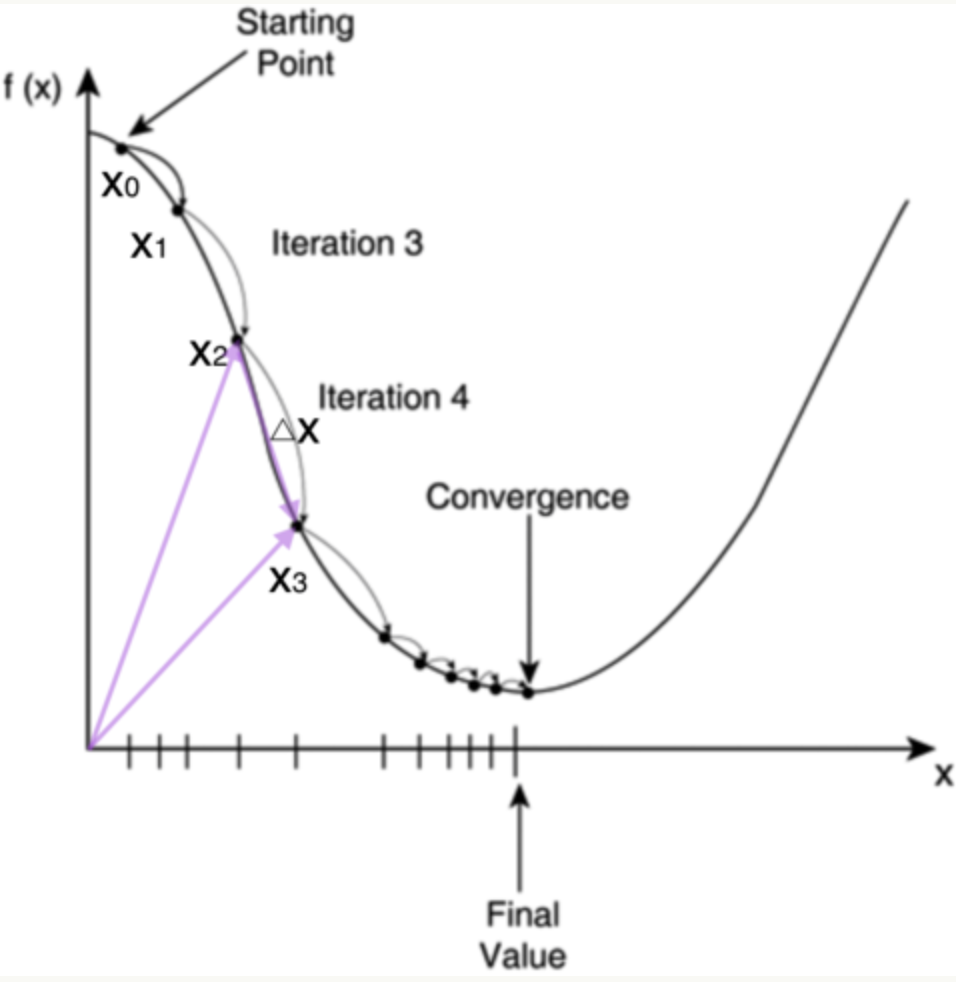 Starting
Point
f (x)
X0
X1
Iteration 3
X2
Iteration 4
△X
Convergence
X3
x
Final
Value